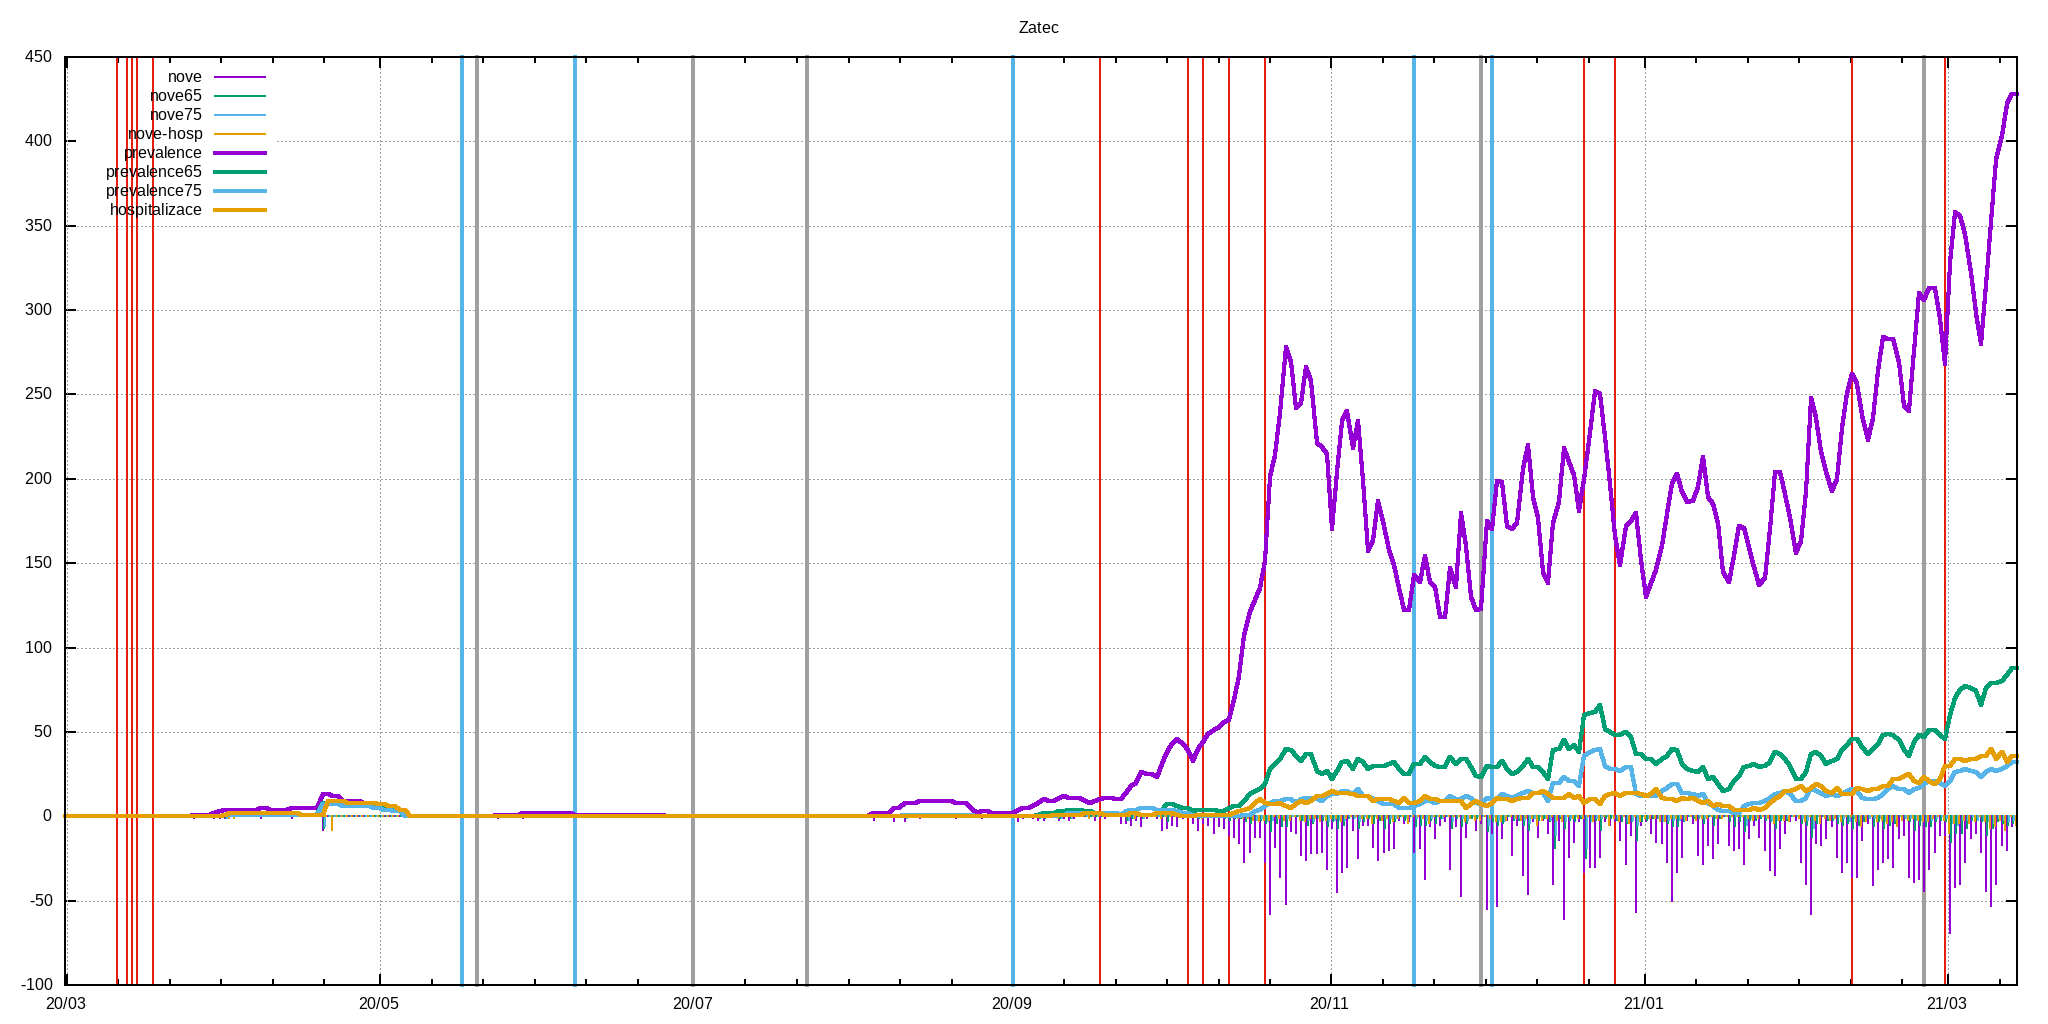 Zatec
450
400
350
300
250
200
150
100
50
0
-50
-100
nove
nove65
nove75
nove-hosp
prevalence
prevalence65
prevalence75
hospitalizace
20/03
20/05
20/07
20/09
20/11
21/01
21/03